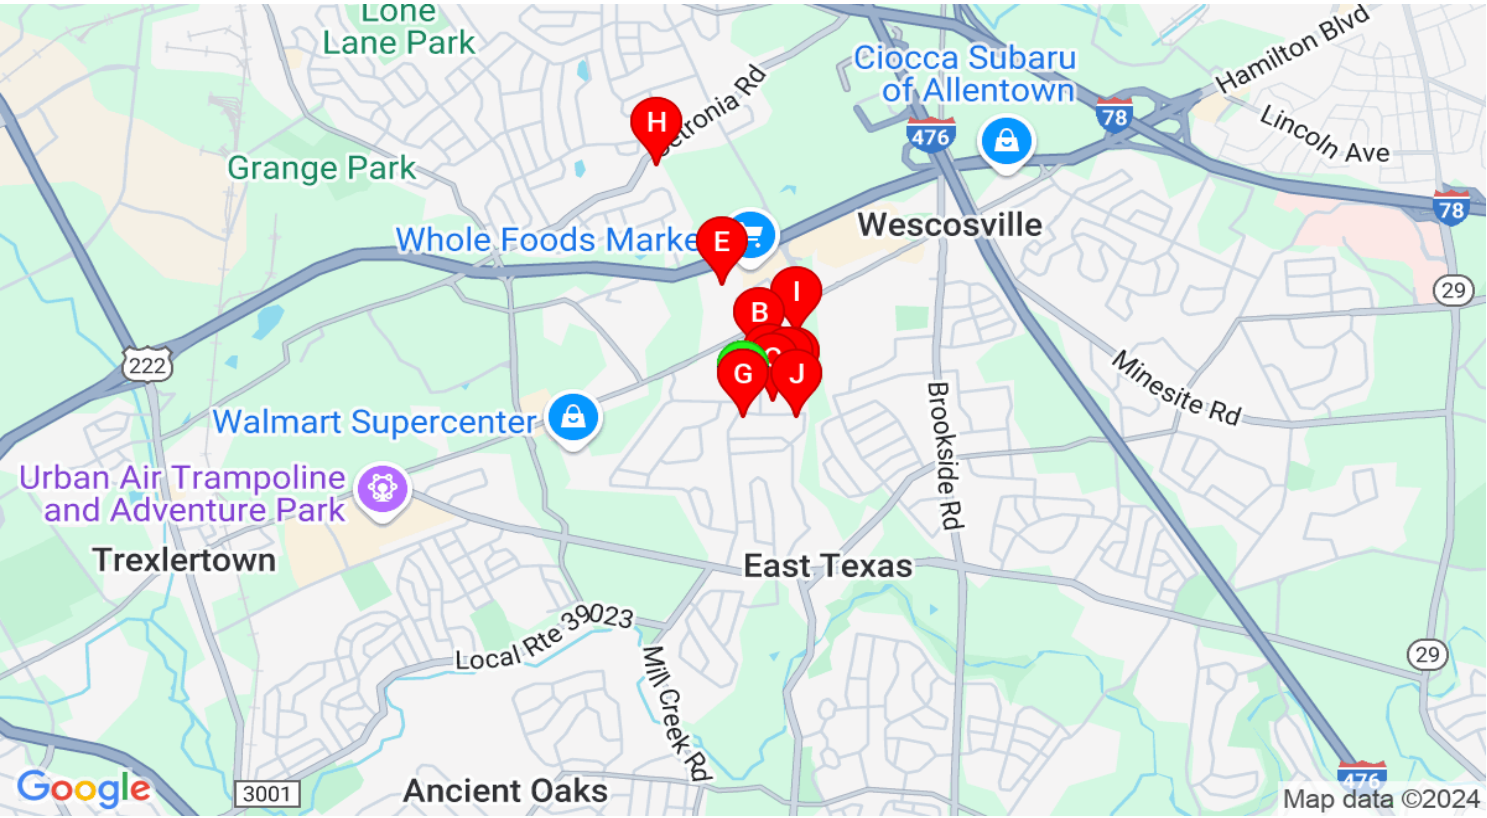 Lone
Lane Park
Ciocca Subaru
of Allentown
Hamilton Blvd
78
476
Lincoln Ave
H
etronia Rd
Grange Park
78
Wescosville
Whole Foods Marke
E
29
I
B
222
Minesite Rd
C
G
J
Walmart Supercenter
Brookside Rd
Urban Air Trampoline
and Adventure Park
Trexlertown
East Texas
Local Rte 39023
29
Mill Creek Rd
476
Google
3001
Ancient Oaks
Map data ©2024